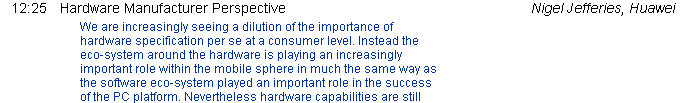 12:25 Hardware Manufacturer Perspective Nigel Jefferies, Huawei
We are increasingly seeing a dilution of the importance of
hardware specification per se at a consumer level. Instead the
eco-system around the hardware is playing an increasingly
important role within the mobile sphere in much the same way as
the software eco-system played an important role in the success
of the PC platform. Nevertheless hardware capabilities are still